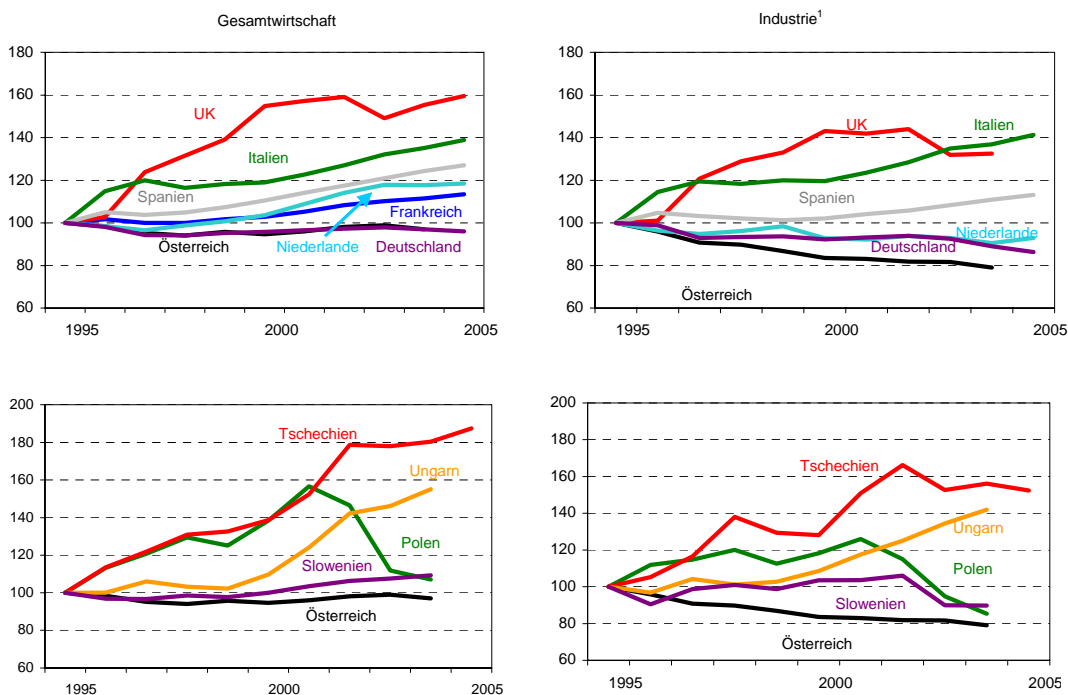 Gesamtwirtschaft
180
160
140
120
100
80
60
UK
Italien
Spanien
Frankreich
Österreich
Niederlande
Deutschland
1995
2000
2005
Industrie¹
180
160
140
120
100
80
60
UK
Italien
Spanien
Niederlande
Deutschland
Österreich
1995
2000
2005
200
180
160
140
120
100
80
60
Tschechien
Ungarn
Polen
Slowenien
Österreich
1995
2000
2005
200
180
160
140
120
100
80
60
Tschechien
Ungarn
Polen
Slowenien
Österreich
1995
2000
2005